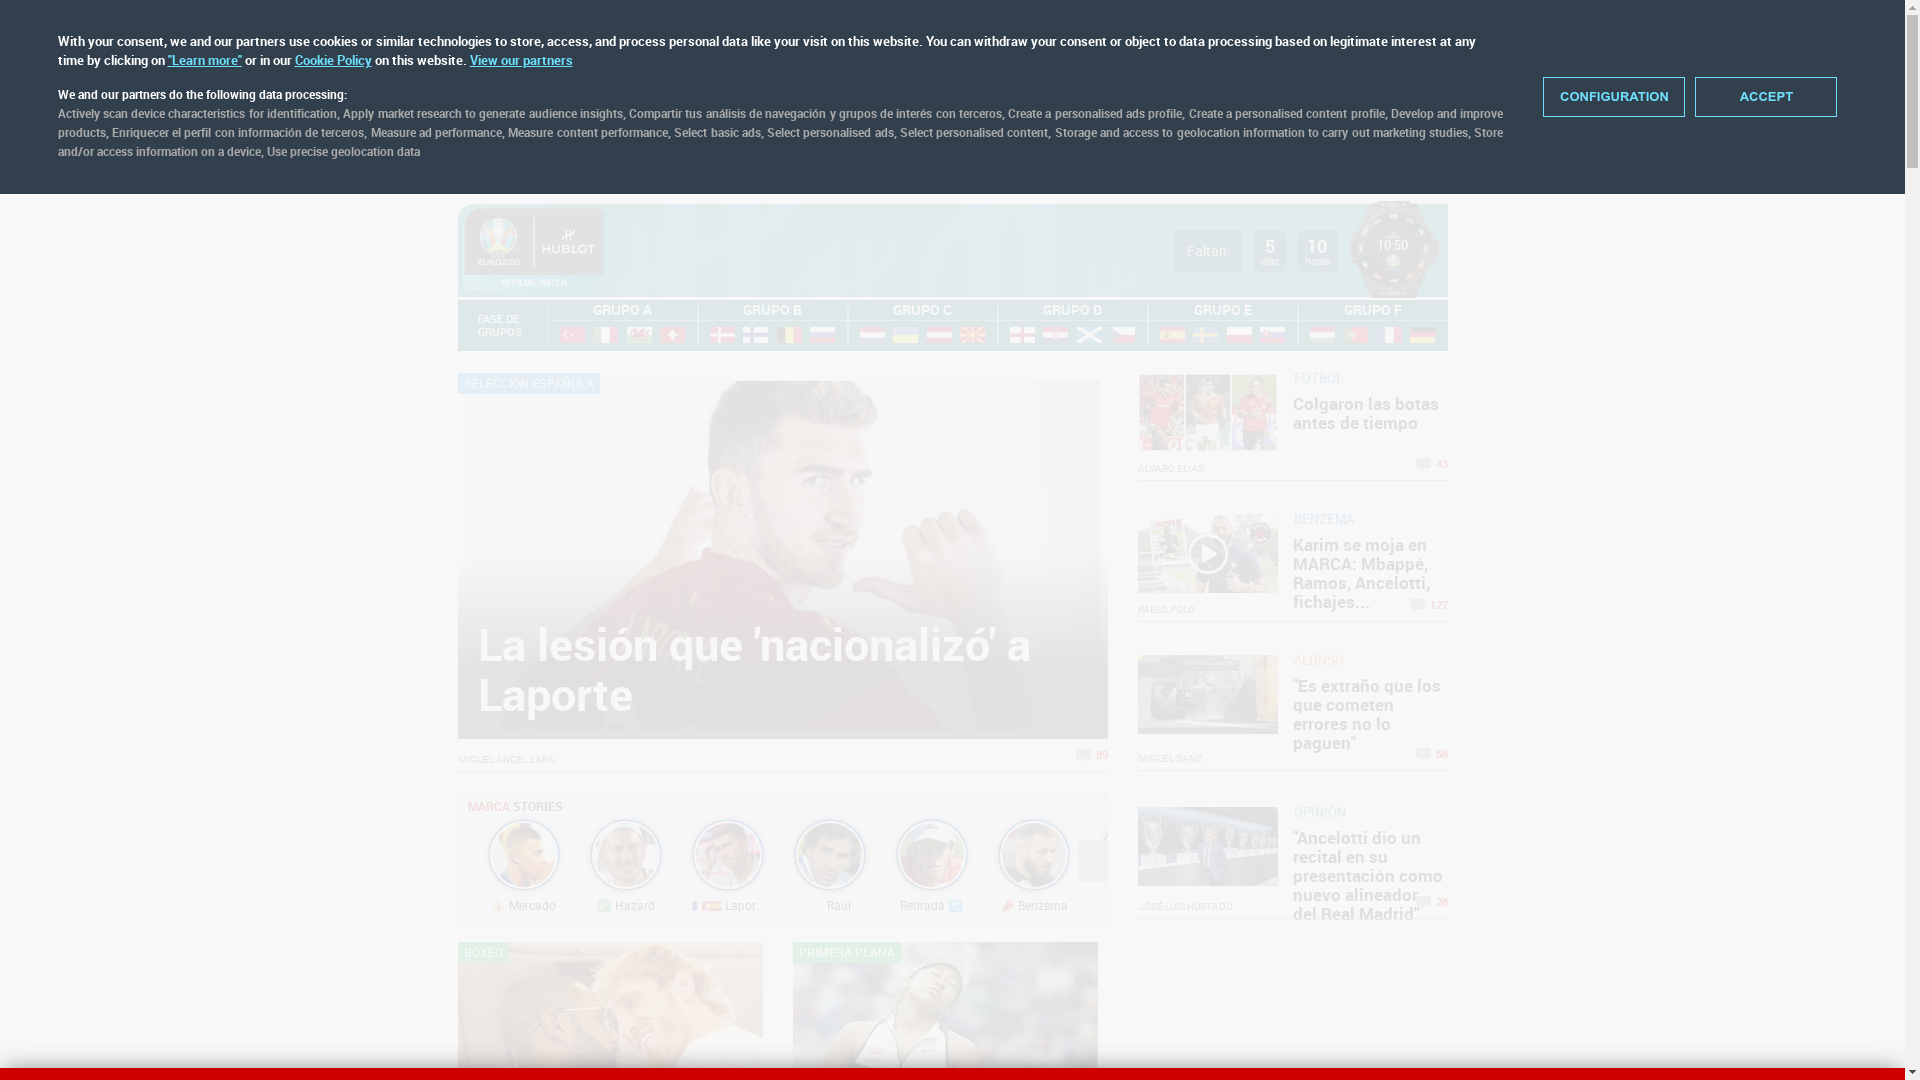 With your consent, we and our partners use cookies or similar technologies to store, access, and process personal data like your visit on this website. You can withdraw your consent or object to data processing based on legitimate interest at any
time by clicking on "Learn more" or in our Cookie Policy on this website. View our partners
We and our partners do the following data processing:
Actively scan device characteristics for identification, Apply market research to generate audience insights, Compartir tus análisis de navegación y grupos de interés con terceros, Create a personalised ads profile, Create a personalised content profile, Develop and improve
products, Enriquecer el perfil con información de terceros, Measure ad performance, Measure content performance, Select basic ads, Select personalised ads, Select personalised content, Storage and access to geolocation information to carry out marketing studies, Store
and/or access information on a device, Use precise geolocation data
CONFIGURATION
ACCEPT
EURO2020
HUBLOT
OFFICIAL WATCH
Faltan:
5
días
10
horas
10:50
FASE DE
GRUPOS
GRUPO A
GRUPO B
GRUPO C
GRUPO D
GRUPO E
GRUPO F
SELECCIÓN ESPAÑOLA
La lesión que 'nacionalizó' a
Laporte
MIGUEL ÁNGEL LARA
89
FÚTBOL
Colgaron las botas
antes de tiempo
ÁLVARO ELÍAS
43
BENZEMA
Karim se moja en
MARCA: Mbappé,
Ramos, Ancelotti,
fichajes...
PABLO POLO
127
ALONSO
"Es extraño que los
que cometen
errores no lo
paguen"
MIGUEL SANZ
58
OPINIÓN
"Ancelotti dio un
recital en su
presentación como
nuevo alineador
del Real Madrid"
JOSÉ LUIS HURTADO
28
MARCA STORIES
Mercado
Hazard
Lapor...
Raúl
Retirada
Benzema
BOXEO
PRIMERA PLANA